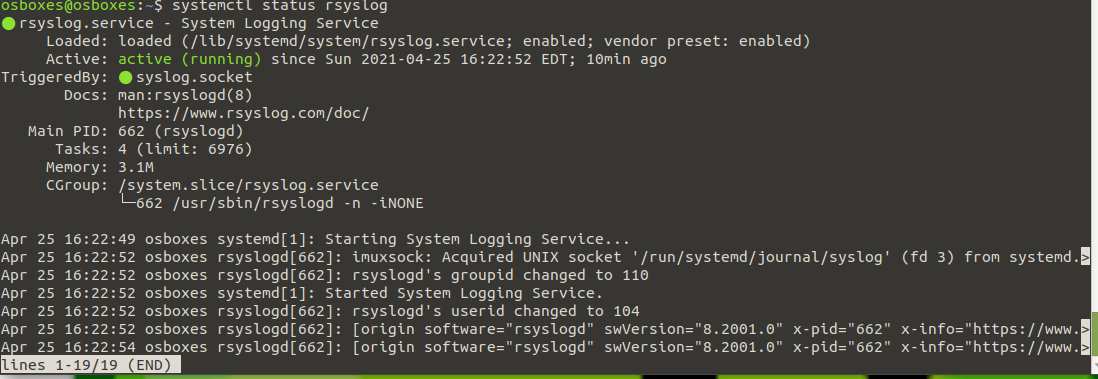 osboxes@osboxes:~$ systemctl status rsyslog
● rsyslog.service - System Logging Service
     Loaded: loaded (/lib/systemd/system/rsyslog.service; enabled; vendor preset: enabled)
     Active: active (running) since Sun 2021-04-25 16:22:52 EDT; 10min ago
TriggeredBy: ● syslog.socket
       Docs: man:rsyslogd(8)
             https://www.rsyslog.com/doc/
   Main PID: 662 (rsyslogd)
      Tasks: 4 (limit: 6976)
     Memory: 3.1M
     CGroup: /system.slice/rsyslog.service
             └─662 /usr/sbin/rsyslogd -n -iNONE

Apr 25 16:22:49 osboxes systemd[1]: Starting System Logging Service...
Apr 25 16:22:52 osboxes rsyslogd[662]: imuxsock: Acquired UNIX socket '/run/systemd/journal/syslog' (fd 3) from systemd.>
Apr 25 16:22:52 osboxes rsyslogd[662]: rsyslogd's groupid changed to 110
Apr 25 16:22:52 osboxes systemd[1]: Started System Logging Service.
Apr 25 16:22:52 osboxes rsyslogd[662]: rsyslogd's userid changed to 104
Apr 25 16:22:52 osboxes rsyslogd[662]: [origin software="rsyslogd" swVersion="8.2001.0" x-pid="662" x-info="https://www.>
Apr 25 16:22:54 osboxes rsyslogd[662]: [origin software="rsyslogd" swVersion="8.2001.0" x-pid="662" x-info="https://www.>
lines 1-19/19 (END)